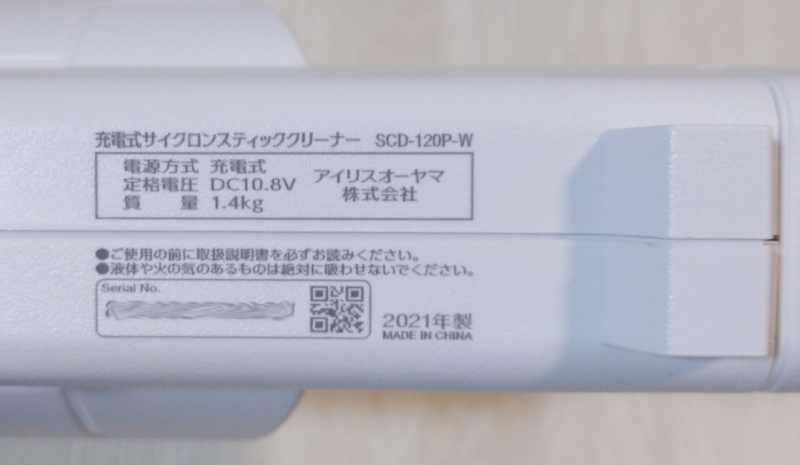 充電式サイクロンスティッククリーナー SCD-120P-W
電源方式 充電式
定格電圧 DC10.8V
質量 1.4kg
アイリスオーヤマ
株式会社
●ご使用の前に取扱説明書を必ずお読みください。
●液体や火の気のあるものは絶対に吸わせないでください。
Serial No.
2021年製
MADE IN CHINA